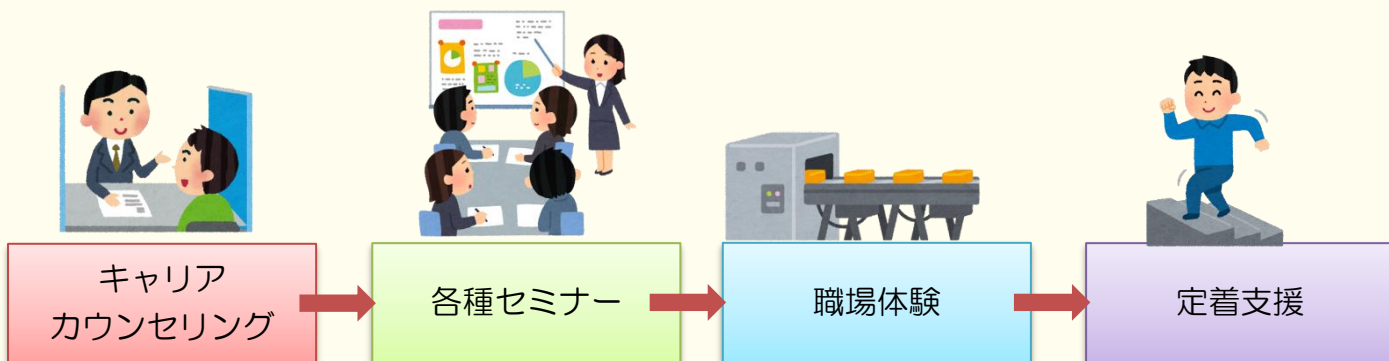 キャリア
カウンセリング
各種セミナー
職場体験
定着支援